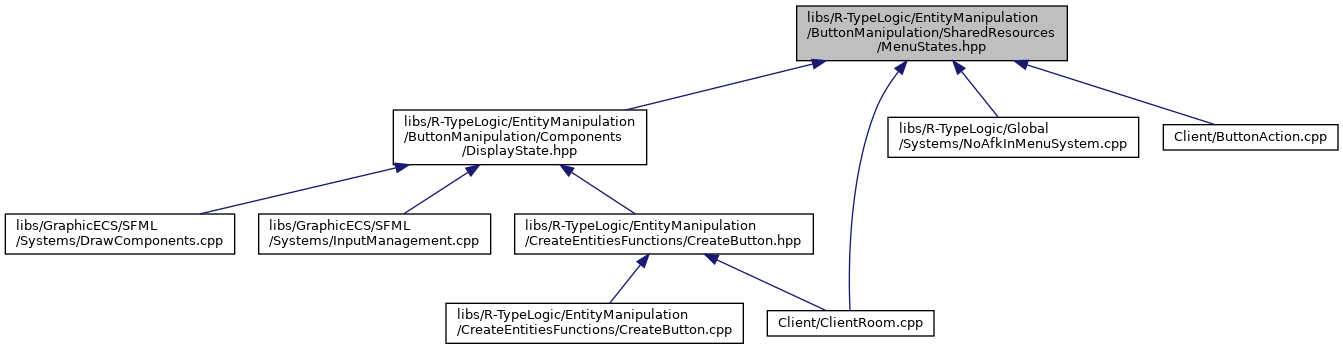 libs/R-TypeLogic/EntityManipulation
/ButtonManipulation/SharedResources
/MenuStates.hpp
libs/R-TypeLogic/EntityManipulation
/ButtonManipulation/Components
/DisplayState.hpp
libs/R-TypeLogic/Global
/Systems/NoAfkInMenuSystem.cpp
Client/ButtonAction.cpp
libs/GraphicECS/SFML
/Systems/DrawComponents.cpp
libs/GraphicECS/SFML
/Systems/InputManagement.cpp
libs/R-TypeLogic/EntityManipulation
/CreateEntitiesFunctions/CreateButton.hpp
libs/R-TypeLogic/EntityManipulation
/CreateEntitiesFunctions/CreateButton.cpp
Client/ClientRoom.cpp